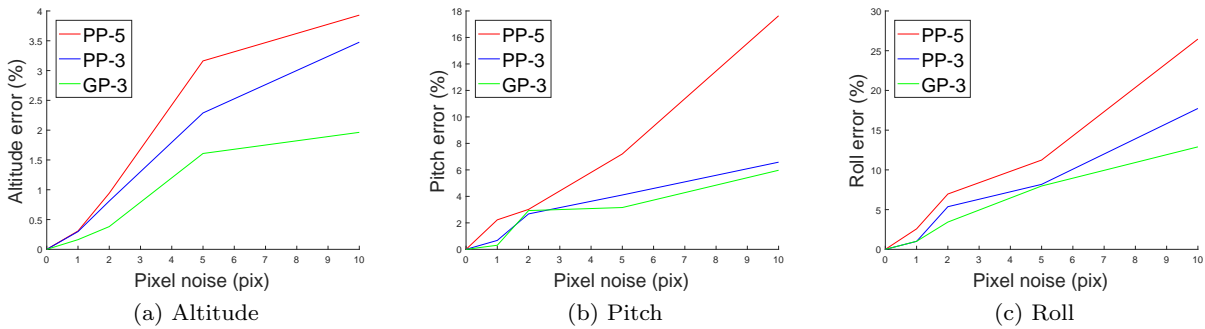 Altitude error (%)
4
3.5
3
2.5
2
1.5
1
0.5
0
PP-5
PP-3
GP-3
0 1 2 3 4 5 6 7 8 9 10
Pixel noise (pix)
(a) Altitude
Pitch error (%)
18
16
14
12
10
8
6
4
2
0
PP-5
PP-3
GP-3
0 1 2 3 4 5 6 7 8 9 10
Pixel noise (pix)
(b) Pitch
Roll error (%)
30
25
20
15
10
5
0
PP-5
PP-3
GP-3
0 1 2 3 4 5 6 7 8 9 10
Pixel noise (pix)
(c) Roll